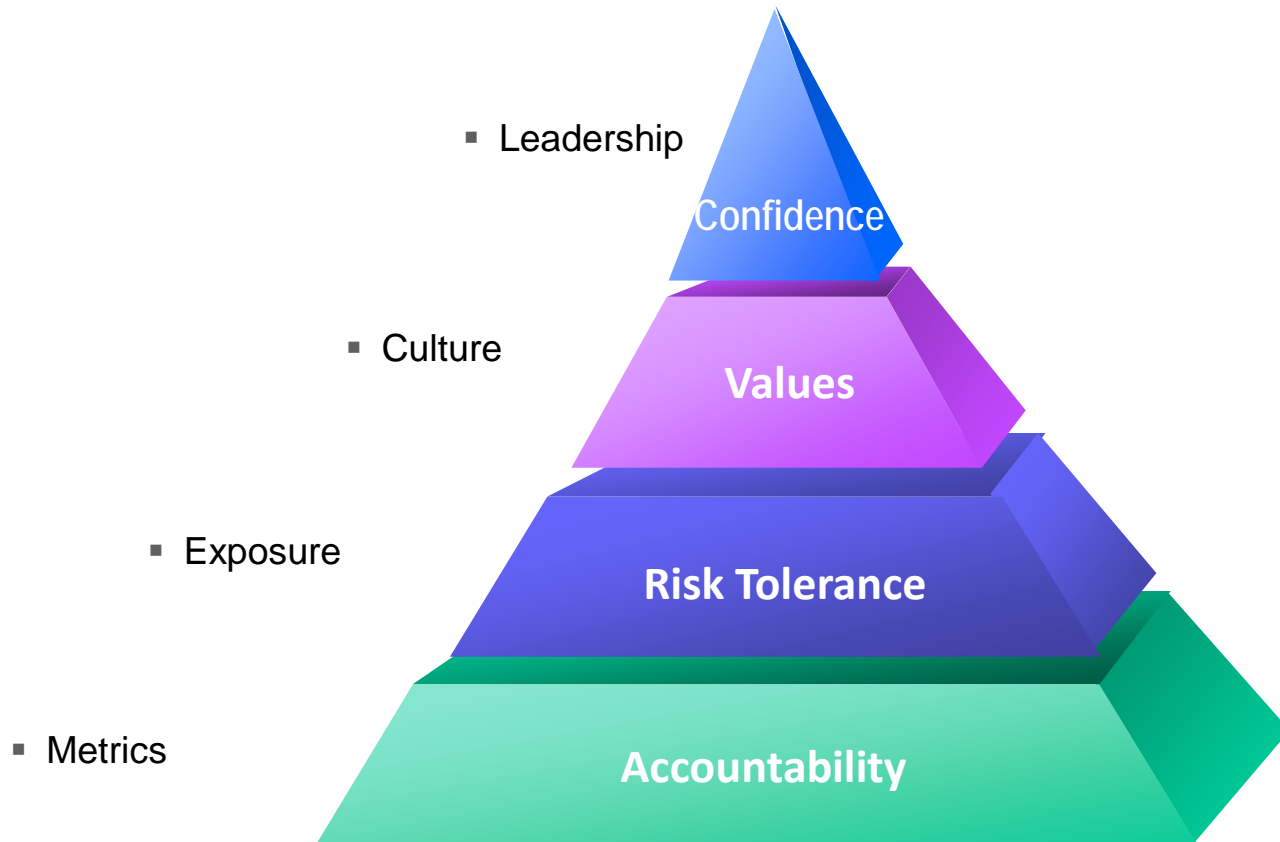 ▪ Leadership
Confidence
▪ Culture
Values
▪ Exposure
Risk Tolerance
▪ Metrics
Accountability